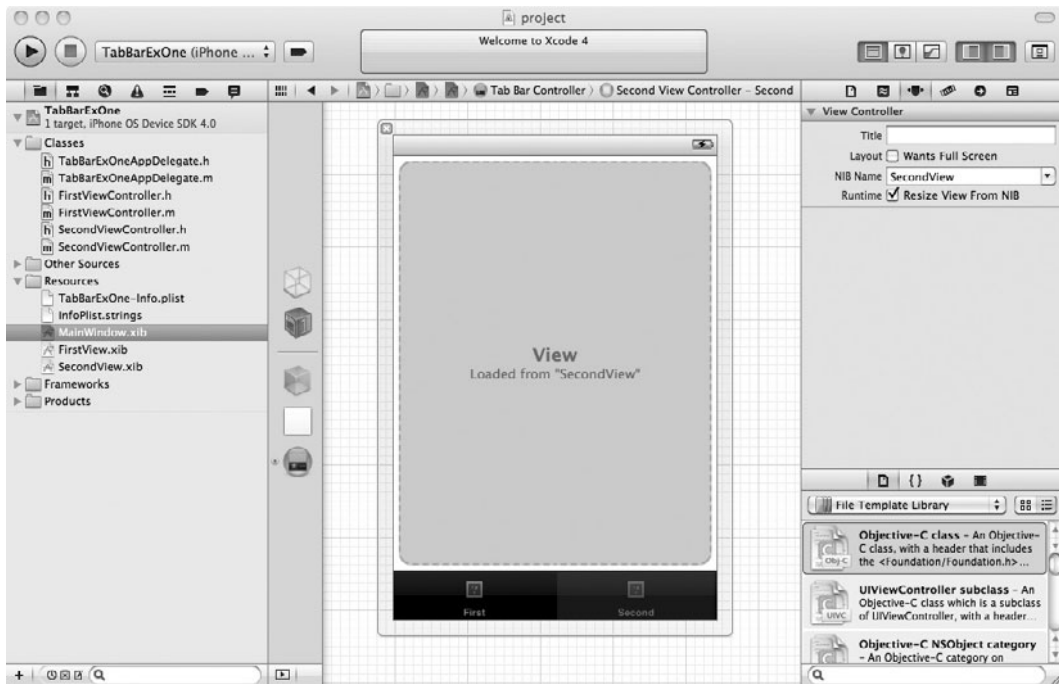 project
TabBarExOne (iPhone ...
Welcome to Xcode 4
Tab Bar Controller
Second View Controller – Second
TabBarExOne
1 target, iPhone OS Device SDK 4.0
Classes
h TabBarExOneAppDelegate.h
m TabBarExOneAppDelegate.m
h FirstViewController.h
m FirstViewController.m
h SecondViewController.h
m SecondViewController.m
Other Sources
Resources
TabBarExOne-Info.plist
InfoPlist.strings
MainWindow.xib
FirstView.xib
SecondView.xib
Frameworks
Products
View
Loaded from "SecondView"
First
Second
View Controller
Title
Layout Wants Full Screen
NIB Name SecondView
Runtime Resize View From NIB
{}
File Template Library
Obj-C
Objective-C class – An Objective-
C class, with a header that includes
the <Foundation/Foundation.h>...
UIVC
UIViewController subclass – An
Objective-C class which is a subclass
of UIViewController, with a header...
Objective-C NSObject category
– An Objective-C category on